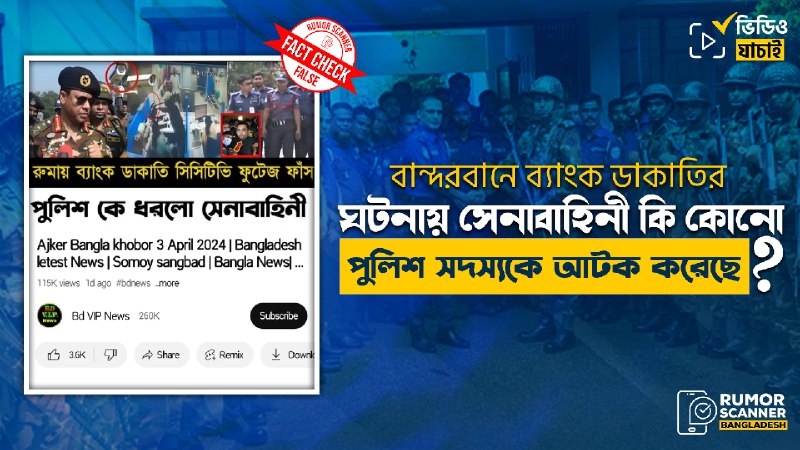 RUMOR SCANNER
FACT CHECK
FALSE
ভিডিও
যাচাই
রুমায় ব্যাংক ডাকাতি সিসিটিভি ফুটেজ ফাঁস
পুলিশ কে ধরলো সেনাবাহিনী
Ajker Bangla khobor 3 April 2024 | Bangladesh
letest News | Somoy sangbad | Bangla News| ...
115K views 1d ago #bdnews ...more
Bd VIP News 260K
Subscribe
3.6K Share Remix Downl
বান্দরবানে ব্যাংক ডাকাতির
ঘটনায় সেনাবাহিনী কি কোনো
পুলিশ সদস্যকে আটক করেছে ?
RUMOR
SCANNER
BANGLADESH